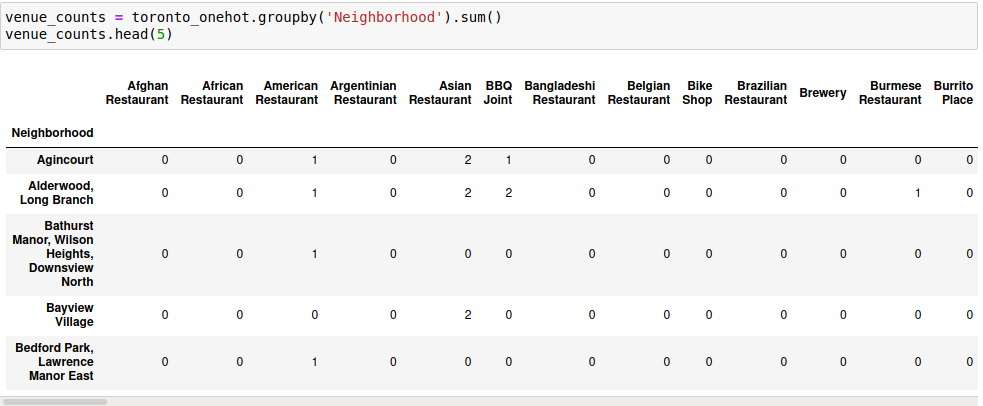 venue_counts = toronto_onehot.groupby('Neighborhood').sum()
venue_counts.head(5)
Afghan Restaurant African Restaurant American Restaurant Argentinian Restaurant Asian Restaurant BBQ Joint Bangladeshi Restaurant Belgian Restaurant Bike Shop Brazilian Restaurant Brewery Burmese Restaurant Burrito Place
Neighborhood
Agincourt 0 0 1 0 2 1 0 0 0 0 0 0 0
Alderwood, Long Branch 0 0 1 0 2 2 0 0 0 0 0 1 0
Bathurst Manor, Wilson Heights, Downsview North 0 0 1 0 0 0 0 0 0 0 0 0 0
Bayview Village 0 0 0 0 2 0 0 0 0 0 0 0 0
Bedford Park, Lawrence Manor East 0 0 1 0 0 0 0 0 0 0 0 0 0